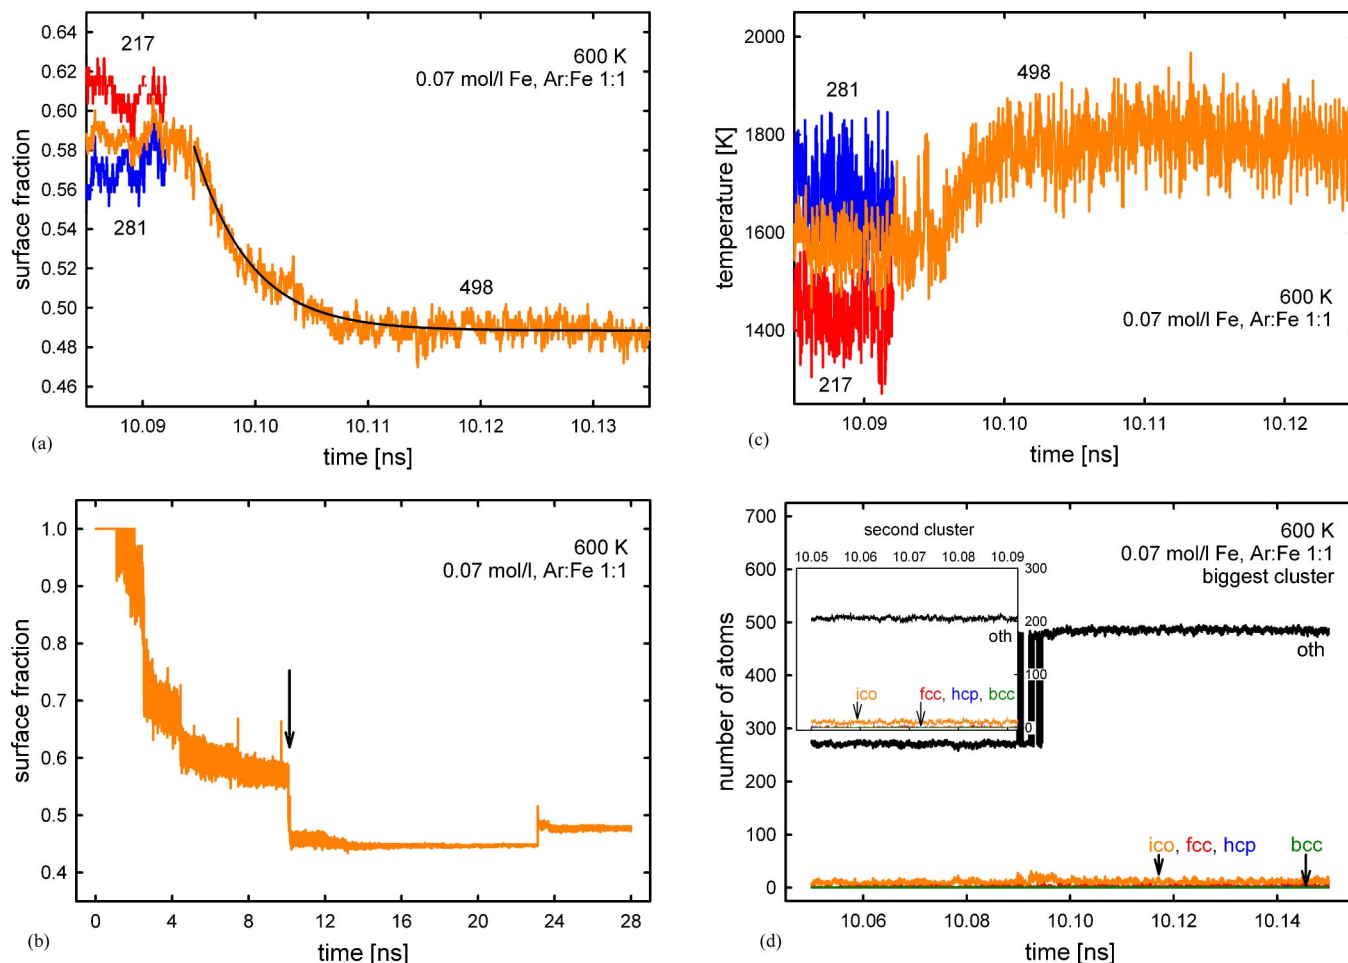 0.64
0.62
0.60
0.58
0.56
0.54
0.52
0.50
0.48
0.46
surface fraction
217
281
498
600 K
0.07 mol/l Fe, Ar:Fe 1:1
10.09
10.10
10.11
10.12
10.13
time [ns]
(a)
2000
1800
1600
1400
temperature [K]
281
498
217
600 K
0.07 mol/l Fe, Ar:Fe 1:1
10.09
10.10
10.11
10.12
time [ns]
(c)
1.0
0.9
0.8
0.7
0.6
0.5
0.4
surface fraction
600 K
0.07 mol/l, Ar:Fe 1:1
0
4
8
12
16
20
24
28
time [ns]
(b)
700
600
500
400
300
200
100
0
number of atoms
second cluster
10.05
10.06
10.07
10.08
10.09
300
200
100
0
oth
ico
fcc, hcp, bcc
600 K
0.07 mol/l Fe, Ar:Fe 1:1
biggest cluster
oth
ico, fcc, hcp
bcc
10.06
10.08
10.10
10.12
10.14
time [ns]
(d)